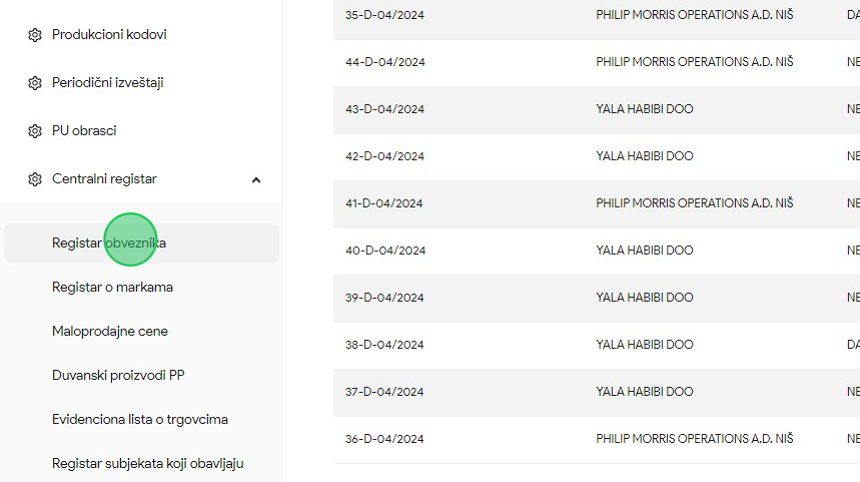 Produkcioni kodovi
Periodični izveštaji
PU obrasci
Centralni registar
Registar obveznika
Registar o markama
Maloprodajne cene
Duvanski proizvodi PP
Evidenciona lista o trgovcima
Registar subjekata koji obavljaju
35-D-04/2024 PHILIP MORRIS OPERATIONS A.D. NIŠ DA
44-D-04/2024 PHILIP MORRIS OPERATIONS A.D. NIŠ NE
43-D-04/2024 YALA HABIBI DOO NE
42-D-04/2024 YALA HABIBI DOO NE
41-D-04/2024 PHILIP MORRIS OPERATIONS A.D. NIŠ NE
40-D-04/2024 YALA HABIBI DOO NE
39-D-04/2024 YALA HABIBI DOO NE
38-D-04/2024 YALA HABIBI DOO DA
37-D-04/2024 YALA HABIBI DOO NE
36-D-04/2024 PHILIP MORRIS OPERATIONS A.D. NIŠ NE